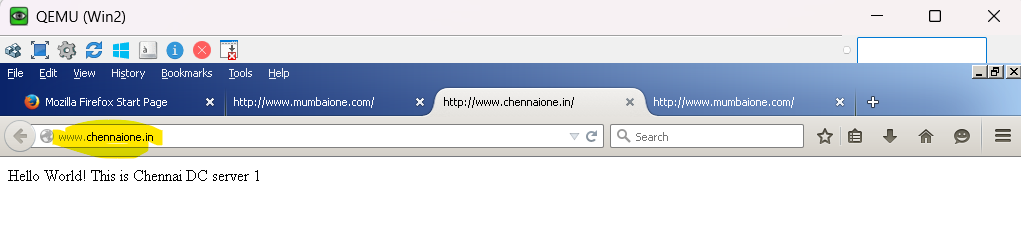 QEMU (Win2)
File Edit View History Bookmarks Tools Help
Mozilla Firefox Start Page http://www.mumbaione.com/ http://www.chennaione.in/ http://www.mumbaione.com/
www.chennaione.in Search
Hello World! This is Chennai DC server 1